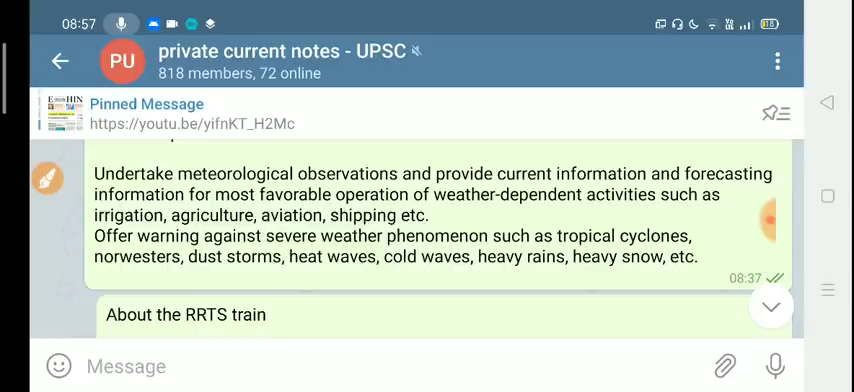 08:57
private current notes - UPSC
PU
818 members, 72 online
Pinned Message
https://youtu.be/yifnKT_H2Mc
Undertake meteorological observations and provide current information and forecasting
information for most favorable operation of weather-dependent activities such as
irrigation, agriculture, aviation, shipping etc.
Offer warning against severe weather phenomenon such as tropical cyclones,
norwesters, dust storms, heat waves, cold waves, heavy rains, heavy snow, etc.
08:37
About the RRTS train
Message